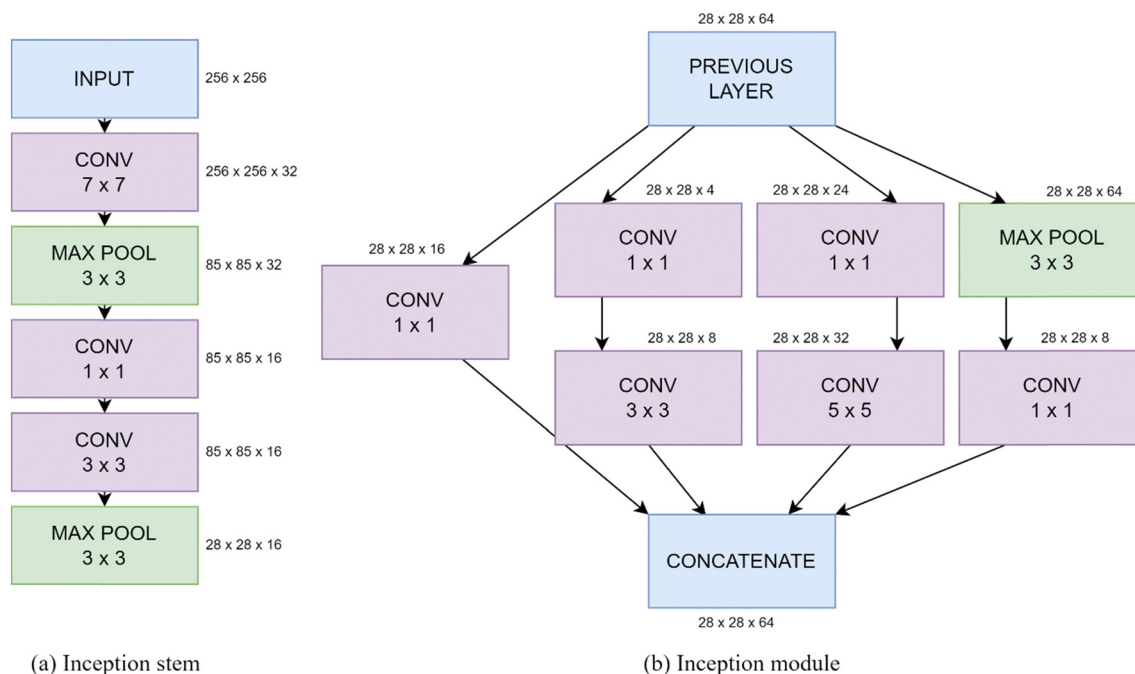 INPUT
256 x 256
CONV
7 x 7
256 x 256 x 32
MAX POOL
3 x 3
85 x 85 x 32
CONV
1 x 1
85 x 85 x 16
CONV
3 x 3
85 x 85 x 16
MAX POOL
3 x 3
28 x 28 x 16
(a) Inception stem
28 x 28 x 64
PREVIOUS
LAYER
28 x 28 x 16
CONV
1 x 1
28 x 28 x 4
CONV
1 x 1
28 x 28 x 24
CONV
1 x 1
28 x 28 x 64
MAX POOL
3 x 3
28 x 28 x 8
CONV
3 x 3
28 x 28 x 32
CONV
5 x 5
28 x 28 x 8
CONV
1 x 1
CONCATENATE
28 x 28 x 64
(b) Inception module